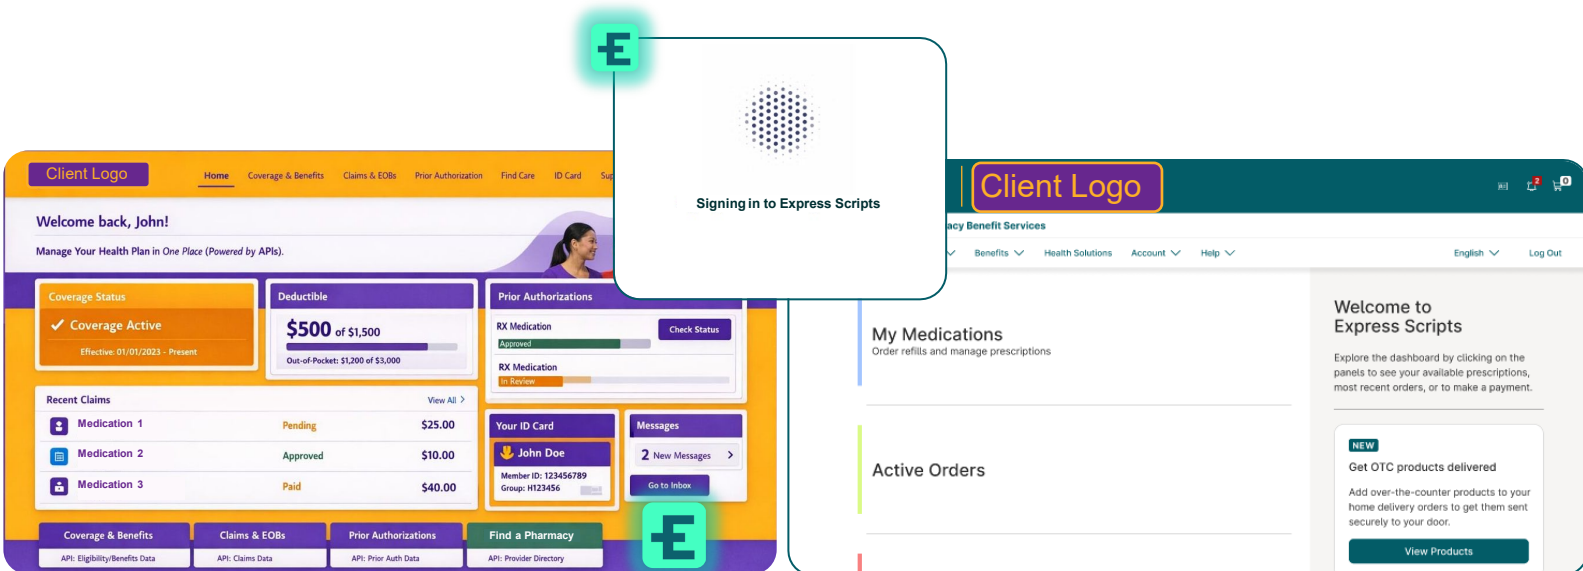 Client Logo
Home
Coverage & Benefits
Claims & EOBs
Prior Authorization
Find Care
ID Card
Sup
Welcome back, John!
Manage Your Health Plan in One Place (Powered by APIs).
Coverage Status
✓ Coverage Active
Effective: 01/01/2023 - Present
Deductible
$500 of $1,500
Out-of-Pocket: $1,200 of $3,000
Prior Authorizations
RX Medication
Approved
Check Status
RX Medication
In Review
Recent Claims
View All >
Medication 1 Pending $25.00
Medication 2 Approved $10.00
Medication 3 Paid $40.00
Your ID Card
John Doe
Member ID: 123456789
Group: H123456
Messages
2 New Messages >
Go to Inbox
Coverage & Benefits
API: Eligibility/Benefits Data
Claims & EOBs
API: Claims Data
Prior Authorizations
API: Prior Auth Data
Find a Pharmacy
API: Provider Directory
E
E
Signing in to Express Scripts
Client Logo
2
0
acy Benefit Services
Benefits
Health Solutions
Account
Help
English
Log Out
My Medications
Order refills and manage prescriptions
Active Orders
Welcome to
Express Scripts
Explore the dashboard by clicking on the
panels to see your available prescriptions,
most recent orders, or to make a payment.
NEW
Get OTC products delivered
Add over-the-counter products to your
home delivery orders to get them sent
securely to your door.
View Products